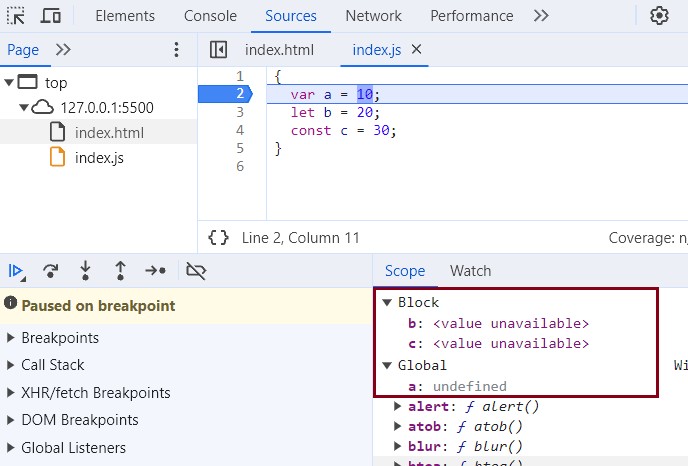 Elements Console Sources Network Performance
Page
index.html index.js
top
127.0.0.1:5500
index.html
index.js
1 {
2 var a = 10;
3 let b = 20;
4 const c = 30;
5 }
6
{} Line 2, Column 11 Coverage: n
Paused on breakpoint
Breakpoints
Call Stack
XHR/fetch Breakpoints
DOM Breakpoints
Global Listeners
Scope Watch
Block
b: <value unavailable>
c: <value unavailable>
Global Wi
a: undefined
alert: ƒ alert()
atob: ƒ atob()
blur: ƒ blur()
btoa: ƒ btoa()